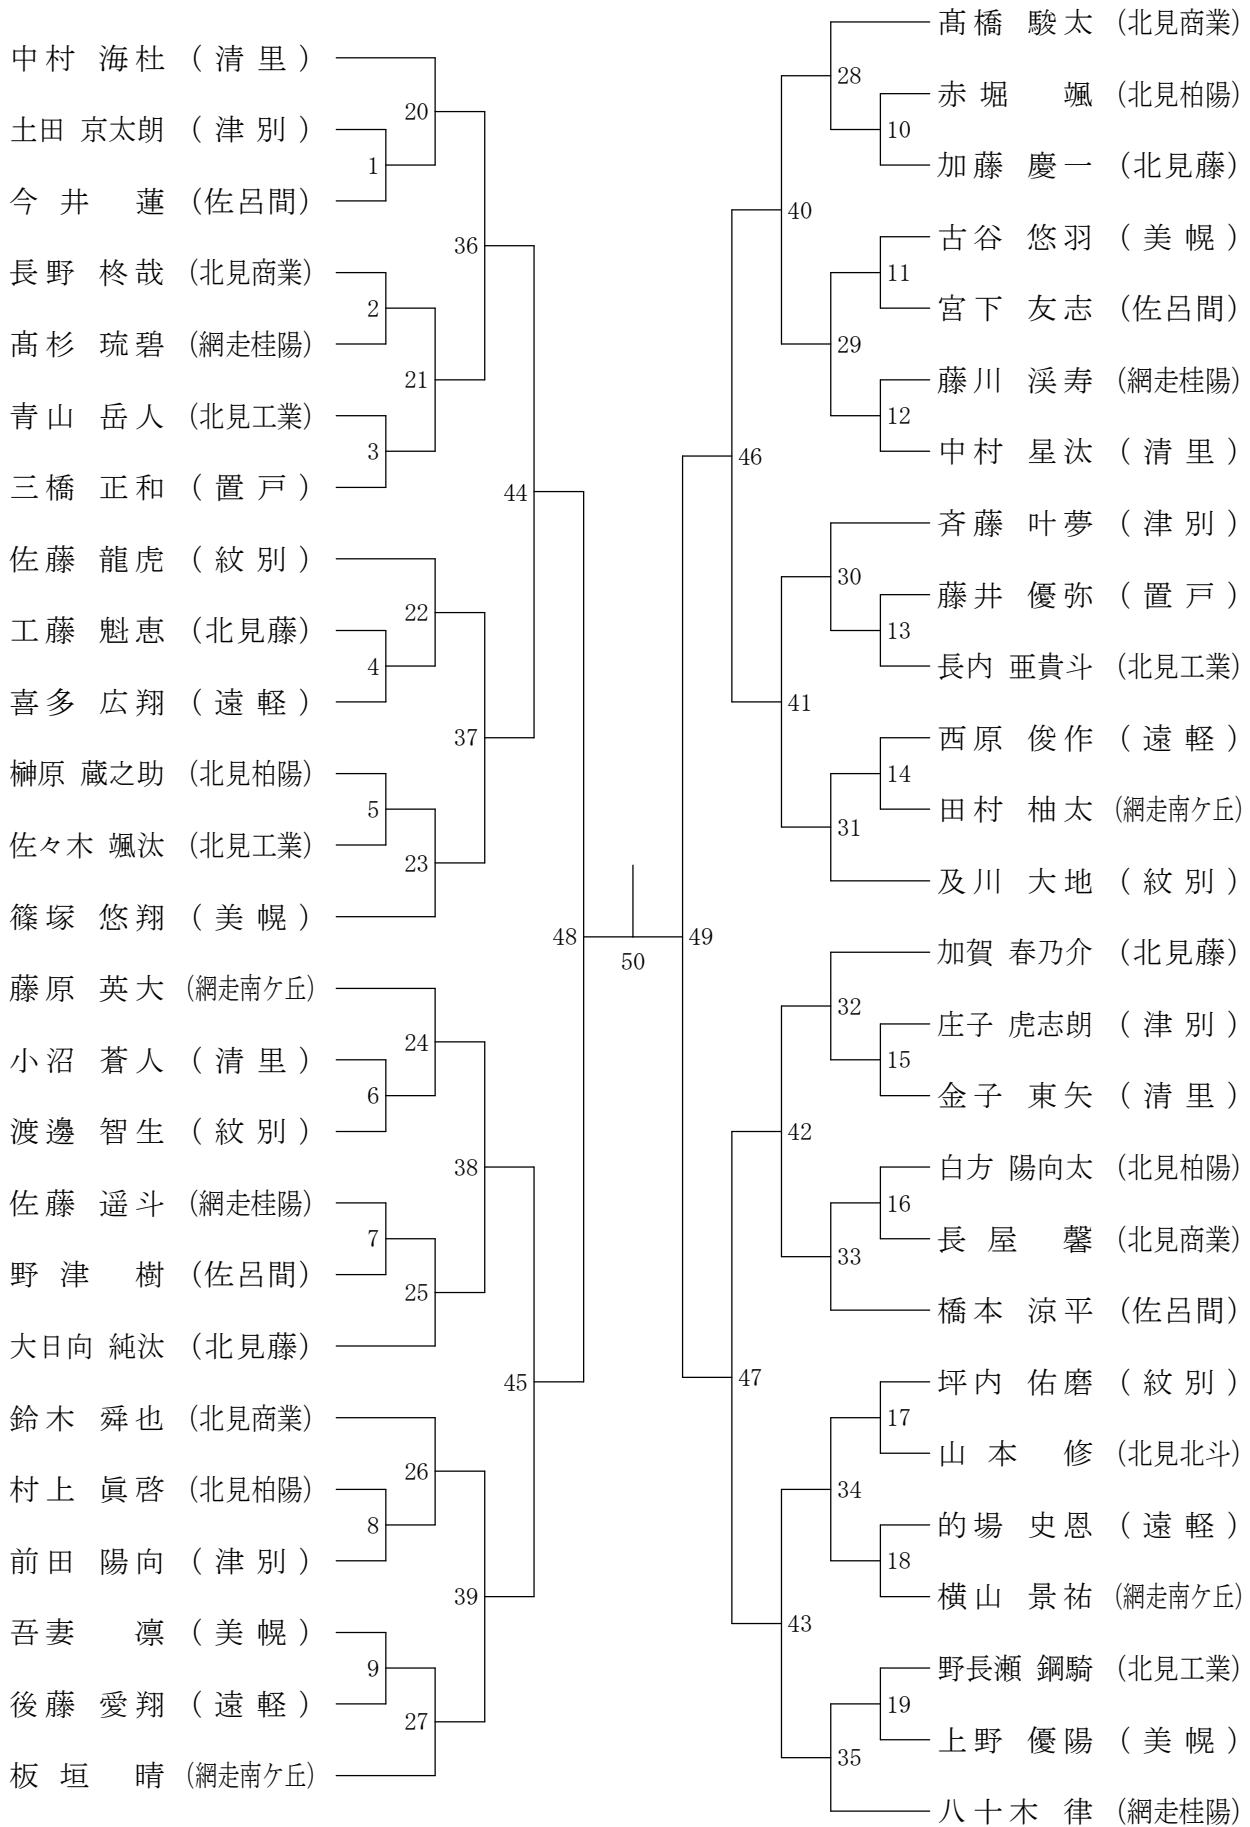 中村 海杜 (清里)
土田 京太朗 (津別)
今井 蓮 (佐呂間)
長野 柊哉 (北見商業)
髙杉 琉碧 (網走桂陽)
青山 岳人 (北見工業)
三橋 正和 (置戸)
佐藤 龍虎 (紋別)
工藤 魁恵 (北見藤)
喜多 広翔 (遠軽)
榊原 蔵之助 (北見柏陽)
佐々木 颯汰 (北見工業)
篠塚 悠翔 (美幌)
藤原 英大 (網走南ケ丘)
小沼 蒼人 (清里)
渡邊 智生 (紋別)
佐藤 遥斗 (網走桂陽)
野津 樹 (佐呂間)
大日向 純汰 (北見藤)
鈴木 舜也 (北見商業)
村上 眞啓 (北見柏陽)
前田 陽向 (津別)
吾妻 凛 (美幌)
後藤 愛翔 (遠軽)
板垣 晴 (網走南ケ丘)
1
2
3
4
5
6
7
8
9
20
21
22
23
24
25
26
27
36
37
38
39
44
45
48
50
49
46
47
40
41
42
43
28
29
30
31
32
33
34
35
10
11
12
13
14
15
16
17
18
19
髙橋 駿太 (北見商業)
赤堀 颯 (北見柏陽)
加藤 慶一 (北見藤)
古谷 悠羽 (美幌)
宮下 友志 (佐呂間)
藤川 渓寿 (網走桂陽)
中村 星汰 (清里)
斉藤 叶夢 (津別)
藤井 優弥 (置戸)
長内 亜貴斗 (北見工業)
西原 俊作 (遠軽)
田村 柚太 (網走南ケ丘)
及川 大地 (紋別)
加賀 春乃介 (北見藤)
庄子 虎志朗 (津別)
金子 東矢 (清里)
白方 陽向太 (北見柏陽)
長屋 馨 (北見商業)
橋本 涼平 (佐呂間)
坪内 佑磨 (紋別)
山本 修 (北見北斗)
的場 史恩 (遠軽)
横山 景祐 (網走南ケ丘)
野長瀬 鋼騎 (北見工業)
上野 優陽 (美幌)
八十木 律 (網走桂陽)